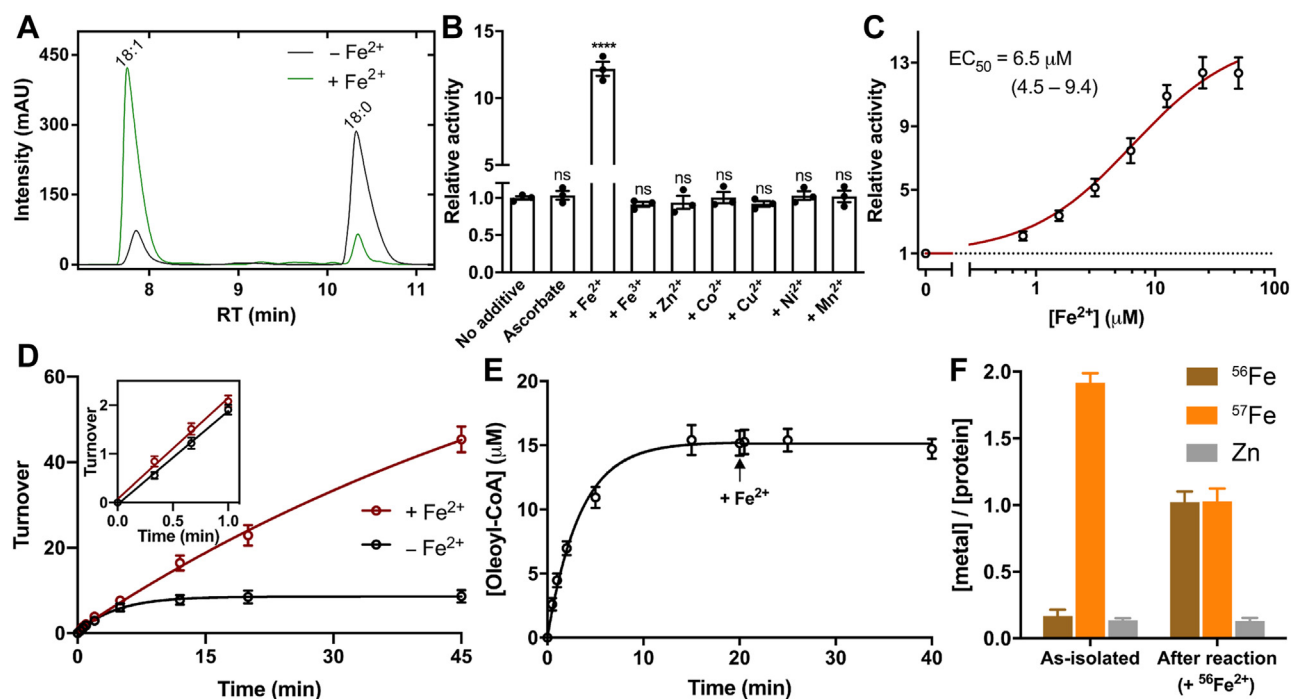 A
Intensity (mAU)
450
300
150
0
18:1
18:0
– Fe²⁺
+ Fe²⁺
8
9
10
11
RT (min)
B
Relative activity
15
10
5
1.0
0.5
0.0
****
ns
ns
ns
ns
ns
ns
ns
No additive
Ascorbate
+ Fe²⁺
+ Fe³⁺
+ Zn²⁺
+ Co²⁺
+ Cu²⁺
+ Ni²⁺
+ Mn²⁺
C
Relative activity
13
9
5
1
EC₅₀ = 6.5 μM
(4.5 – 9.4)
0
1
10
100
[Fe²⁺] (μM)
D
Turnover
60
40
20
0
Turnover
2
1
0
0.0
0.5
1.0
Time (min)
+ Fe²⁺
– Fe²⁺
0
15
30
45
Time (min)
E
[Oleoyl-CoA] (μM)
20
15
10
5
0
+ Fe²⁺
0
10
20
30
40
Time (min)
F
[metal] / [protein]
2.0
1.5
1.0
0.5
0.0
⁵⁶Fe
⁵⁷Fe
Zn
As-isolated
After reaction
(+ ⁵⁶Fe²⁺)